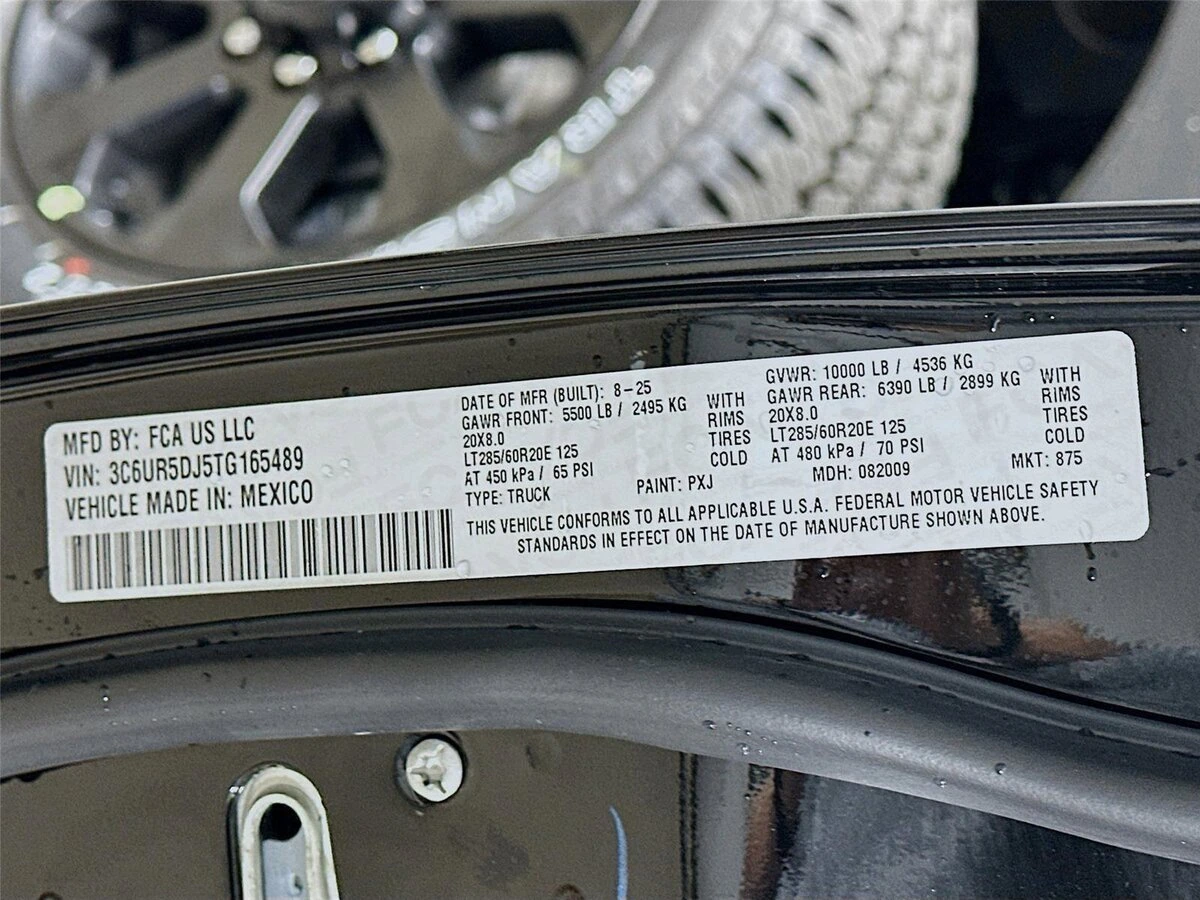 MFD BY: FCA US LLC
VIN: 3C6UR5DJ5TG165489
VEHICLE MADE IN: MEXICO
DATE OF MFR (BUILT): 8-25
GAWR FRONT: 5500 LB / 2495 KG
20X8.0
LT285/60R20E 125
AT 450 kPa / 65 PSI
WITH
RIMS
TIRES
COLD
TYPE: TRUCK
PAINT: PXJ
GVWR: 10000 LB / 4536 KG
GAWR REAR: 6390 LB / 2899 KG
20X8.0
LT285/60R20E 125
AT 480 kPa / 70 PSI
WITH
RIMS
TIRES
COLD
MDH: 082009
MKT: 875
THIS VEHICLE CONFORMS TO ALL APPLICABLE U.S.A. FEDERAL MOTOR VEHICLE SAFETY
STANDARDS IN EFFECT ON THE DATE OF MANUFACTURE SHOWN ABOVE.